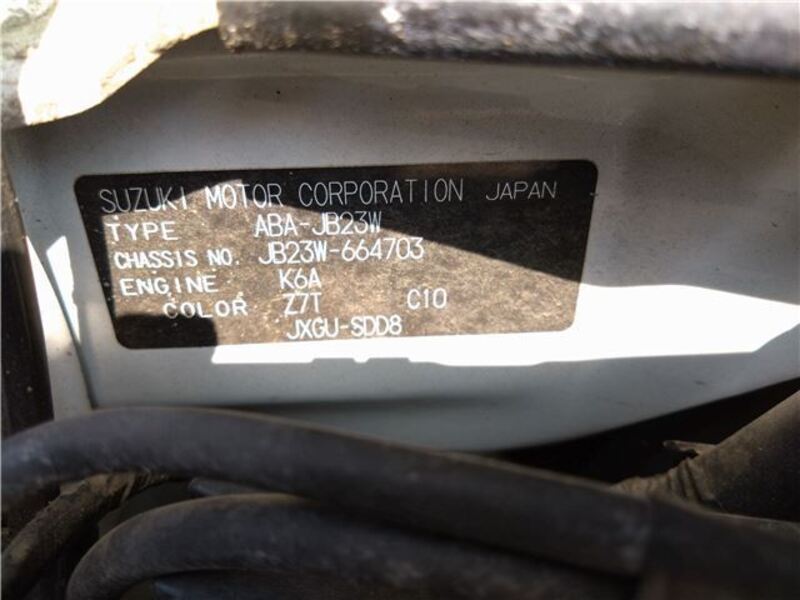 SUZUKI MOTOR CORPORATION JAPAN
TYPE ABA-JB23W
CHASSIS NO. JB23W-664703
ENGINE K6A
COLOR Z7T C10
JXGU-SDD8